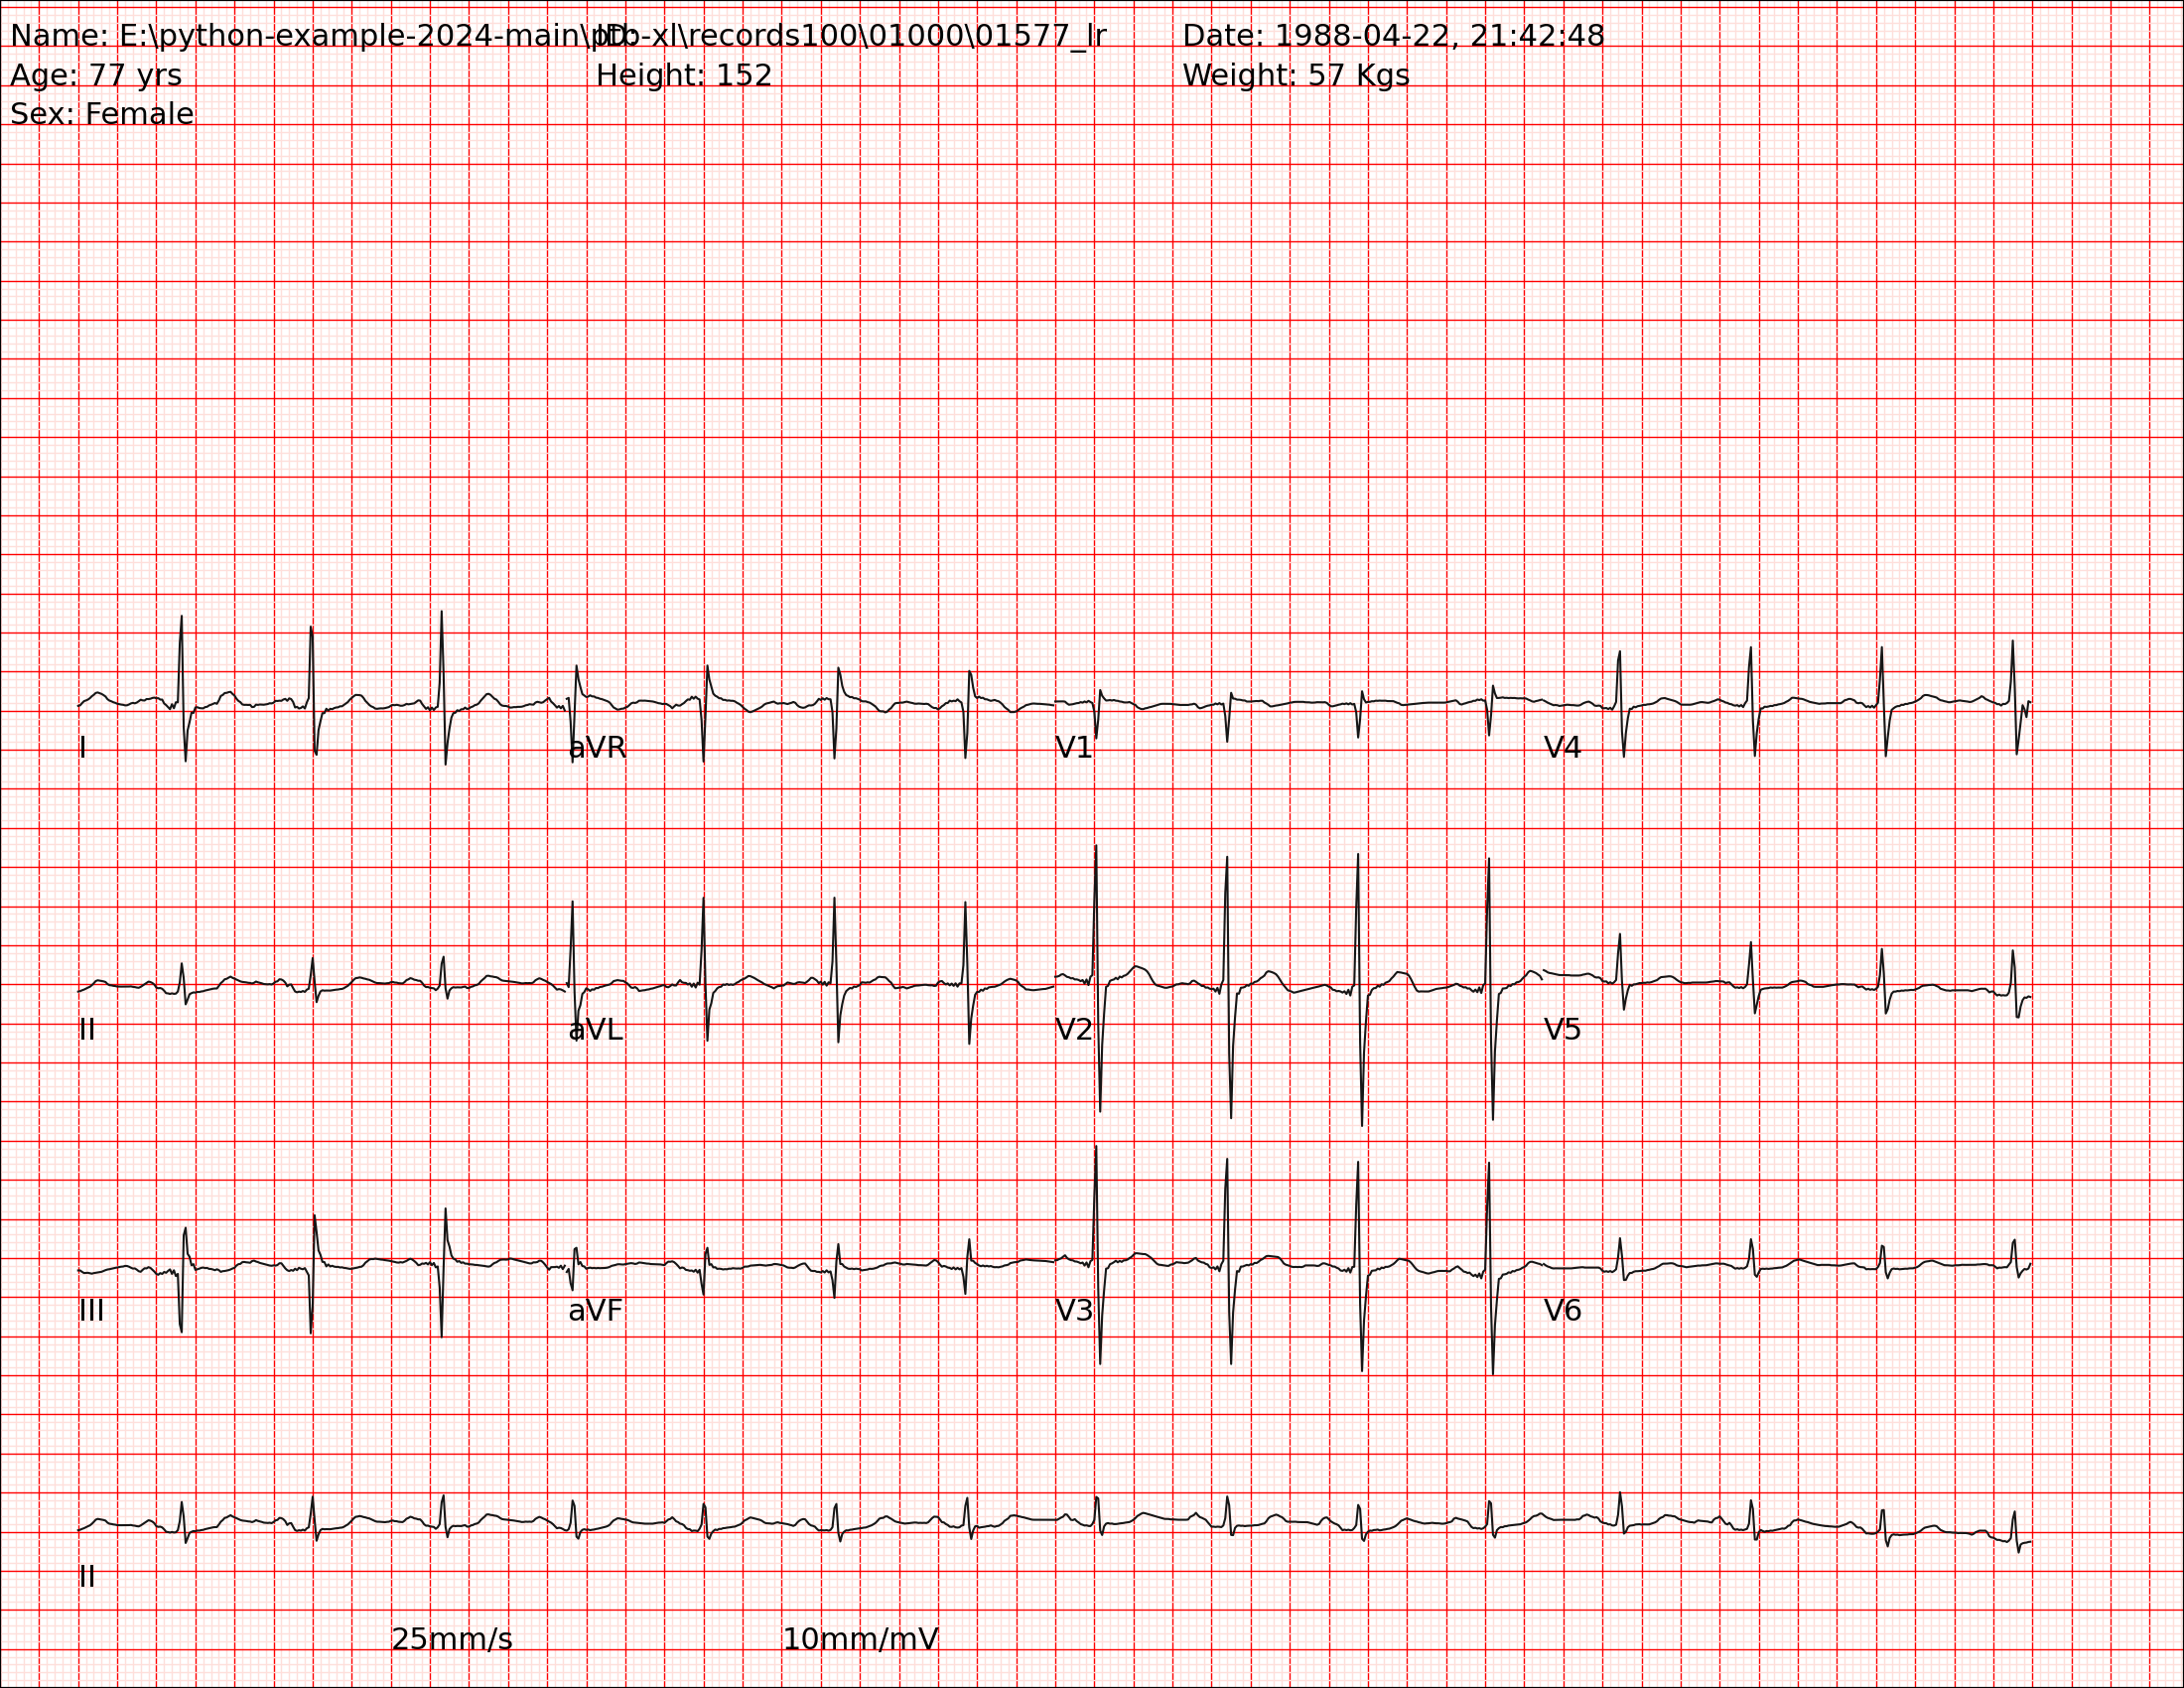 Name: E:\python-example-2024-main\ptb-xl\records100\01000\01577_lr ID: Date: 1988-04-22, 21:42:48
Age: 77 yrs Height: 152 Weight: 57 Kgs
Sex: Female
I aVR V1 V4
II aVL V2 V5
III aVF V3 V6
II
25mm/s 10mm/mV